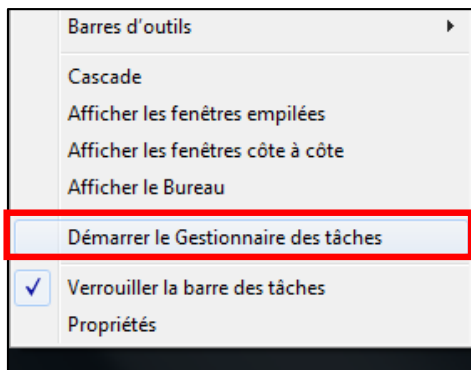 Barres d'outils
Cascade
Afficher les fenêtres empilées
Afficher les fenêtres côte à côte
Afficher le Bureau
Démarrer le Gestionnaire des tâches
Verrouiller la barre des tâches
Propriétés